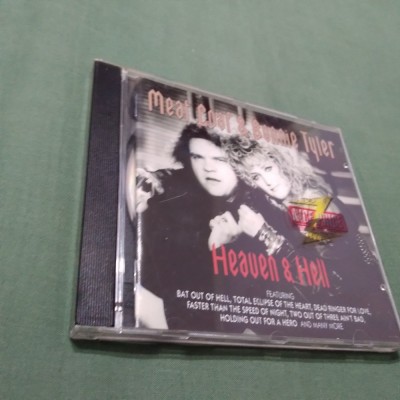 Meat Loaf & Bonnie Tyler
Heaven & Hell
FEATURING
BAT OUT OF HELL, TOTAL ECLIPSE OF THE HEART, DEAD RINGER FOR LOVE,
FASTER THAN THE SPEED OF NIGHT, TWO OUT OF THREE AIN'T BAD,
HOLDING OUT FOR A HERO AND MANY MORE